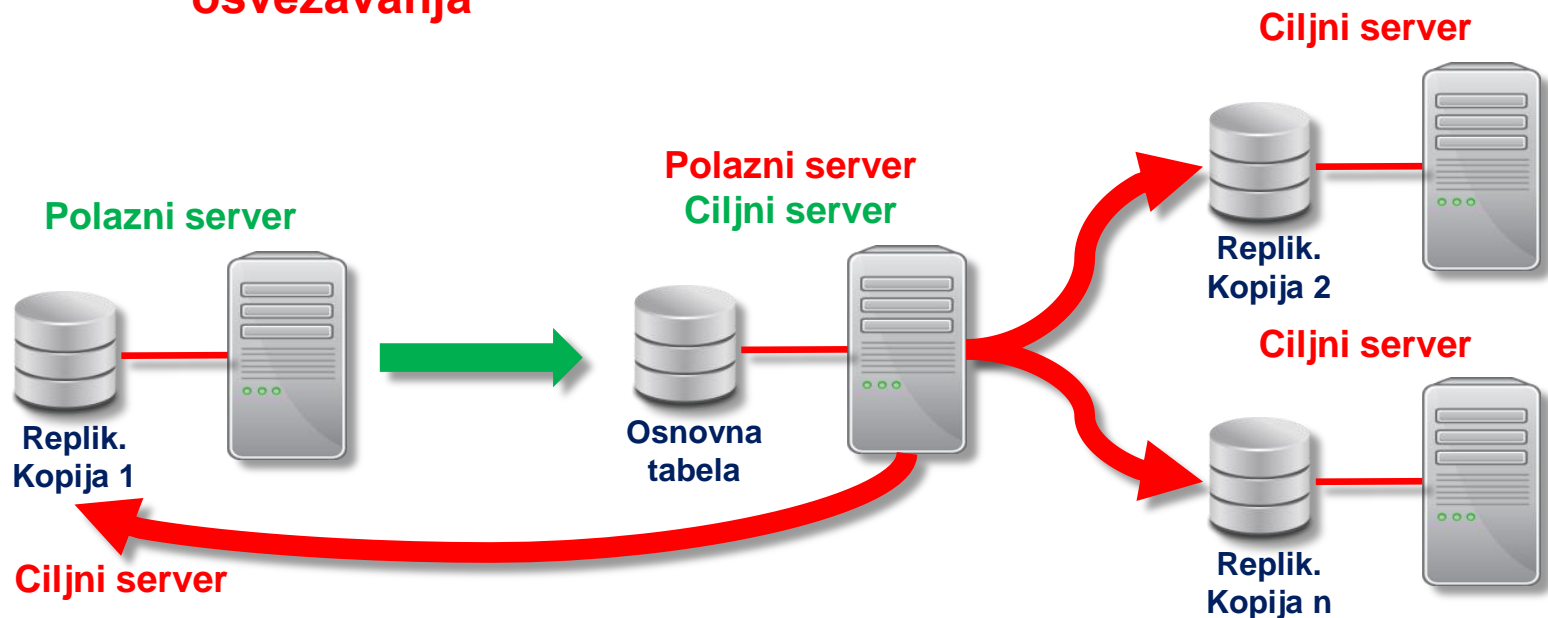 osvežavanja
Ciljni server
Polazni server
Ciljni server
Polazni server
Replik.
Kopija 2
Ciljni server
Replik.
Kopija 1
Osnovna
tabela
Ciljni server
Replik.
Kopija n